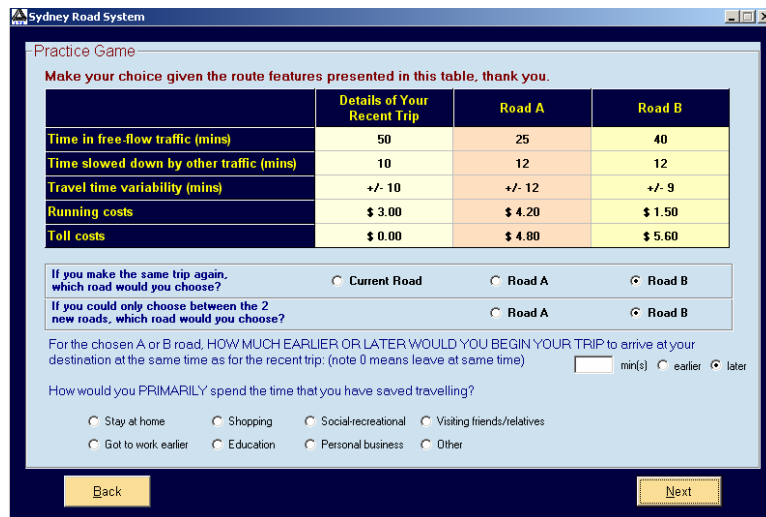 Sydney Road System
Practice Game
Make your choice given the route features presented in this table, thank you.
Details of Your Recent Trip Road A Road B
Time in free-flow traffic (mins) 50 25 40
Time slowed down by other traffic (mins) 10 12 12
Travel time variability (mins) +/- 10 +/- 12 +/- 9
Running costs $ 3.00 $ 4.20 $ 1.50
Toll costs $ 0.00 $ 4.80 $ 5.60
If you make the same trip again,
which road would you choose? Current Road Road A Road B
If you could only choose between the 2
new roads, which road would you choose? Road A Road B
For the chosen A or B road, HOW MUCH EARLIER OR LATER WOULD YOU BEGIN YOUR TRIP to arrive at your
destination at the same time as for the recent trip: (note 0 means leave at same time) min(s) earlier later
How would you PRIMARILY spend the time that you have saved travelling?
Stay at home Shopping Social-recreational Visiting friends/relatives
Got to work earlier Education Personal business Other
Back Next